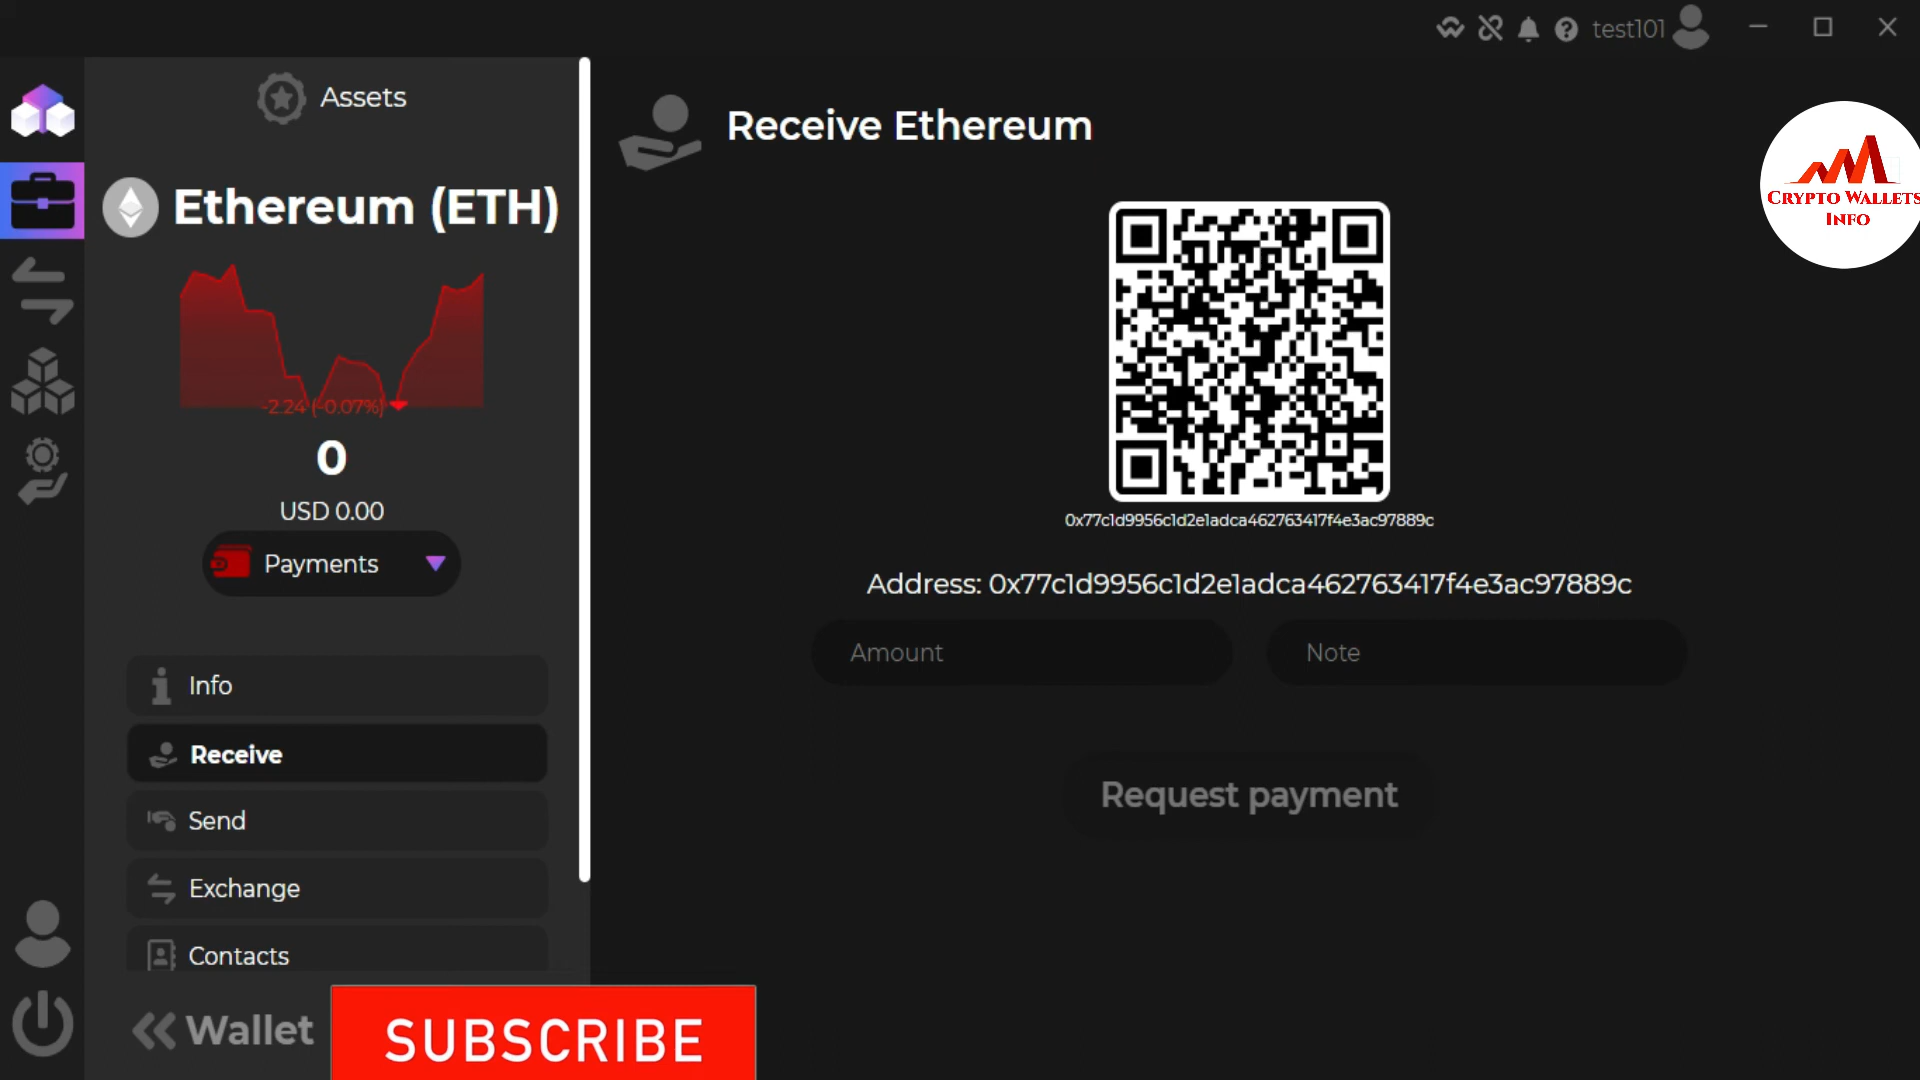 test101
Assets
Ethereum (ETH)
-2.24 (-0.07%)
0
USD 0.00
Payments
Info
Receive
Send
Exchange
Contacts
Wallet
SUBSCRIBE
Receive Ethereum
0x77c1d9956c1d2e1adca462763417f4e3ac97889c
Address: 0x77c1d9956c1d2e1adca462763417f4e3ac97889c
Amount
Note
Request payment
CRYPTO WALLETS
INFO